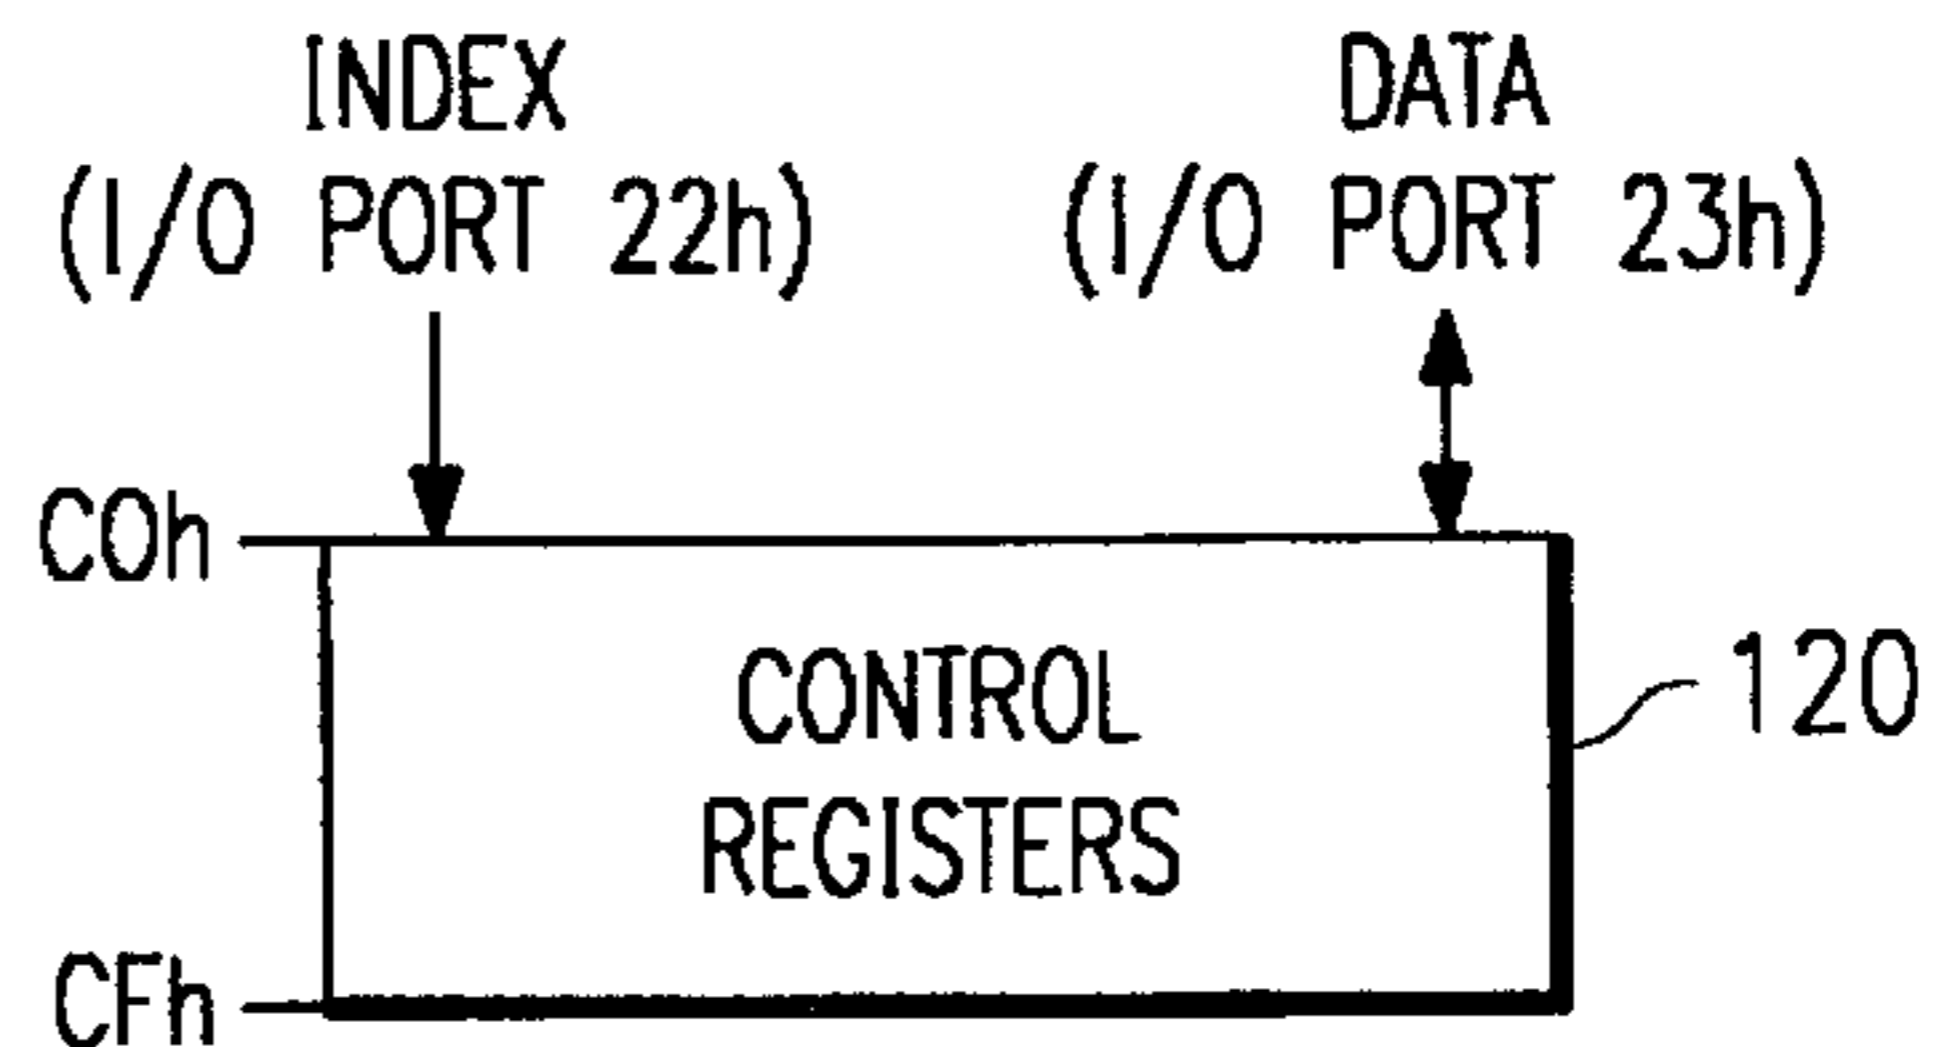 INDEX
(I/O PORT 22h)
DATA
(I/O PORT 23h)
C0h
CONTROL
REGISTERS
120
CFh